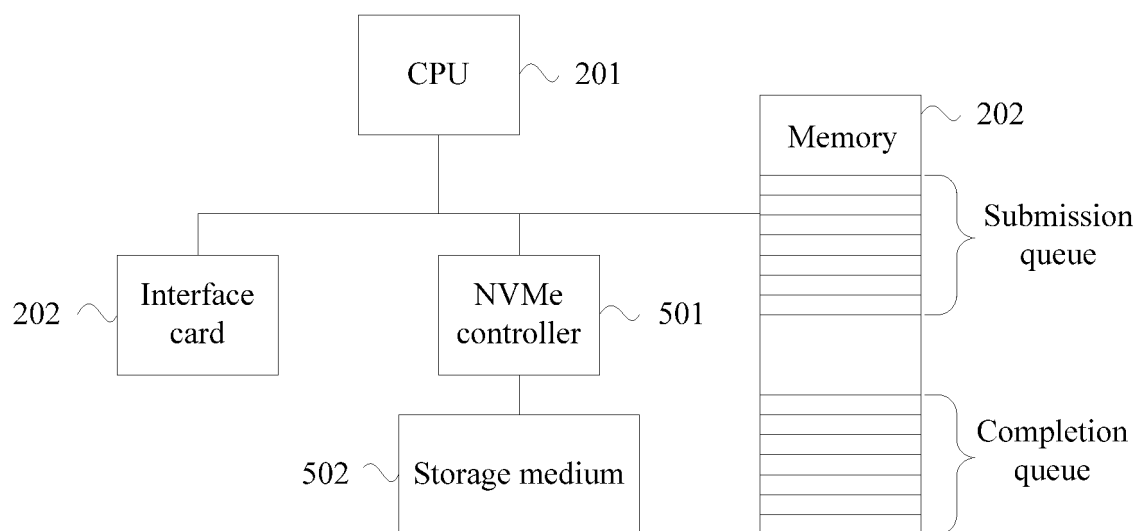 CPU
201
Memory
202
Submission
queue
Interface
card
202
NVMe
controller
501
Completion
queue
Storage medium
502